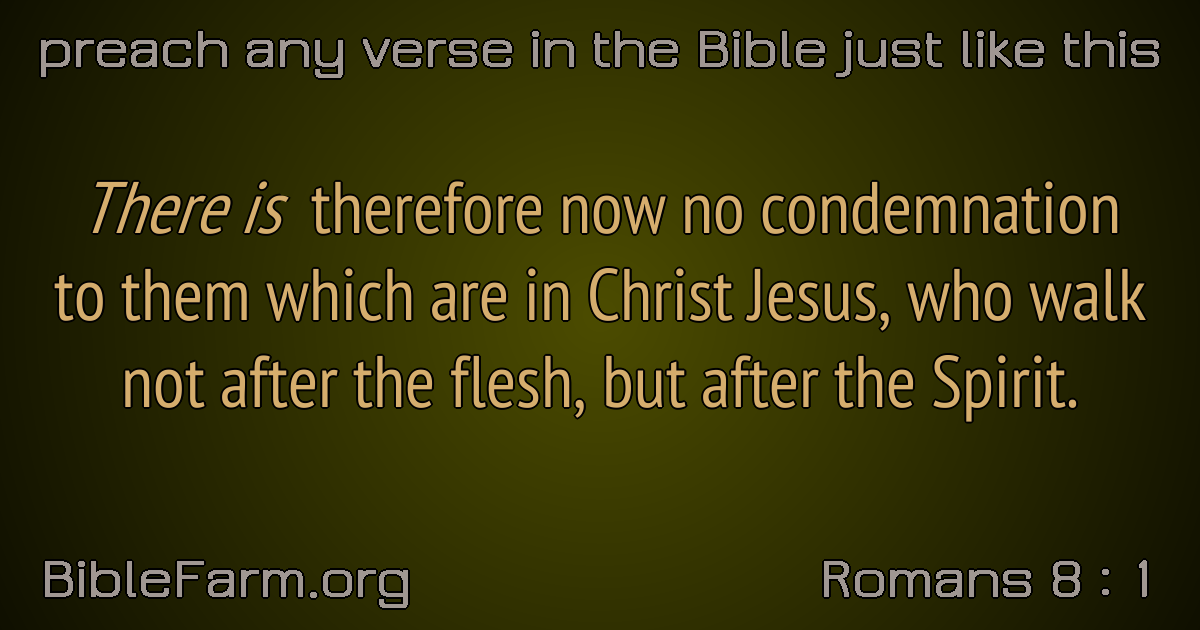 preach any verse in the Bible just like this
There is therefore now no condemnation
to them which are in Christ Jesus, who walk
not after the flesh, but after the Spirit.
BibleFarm.org
Romans 8 : 1